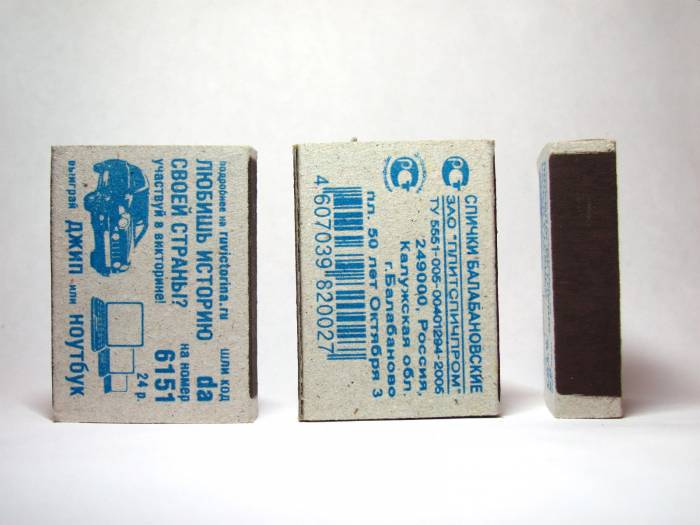 подробнее на ruvictorina.ru
ЛЮБИШЬ ИСТОРИЮ
СВОЕЙ СТРАНЫ?
участвуй в викторине!
выиграй ДЖИП или НОУТБУК
шли код
da
на номер
6151
24 р.
СПИЧКИ БАЛАБАНОВСКИЕ
ЗАО "ПЛИТСПИЧПРОМ"
ТУ 5551-005-00401294-2005
249000, Россия,
Калужская обл.
г.Балабаново
пл. 50 лет Октября 3
4 607039 820027
РСТ
РСТ